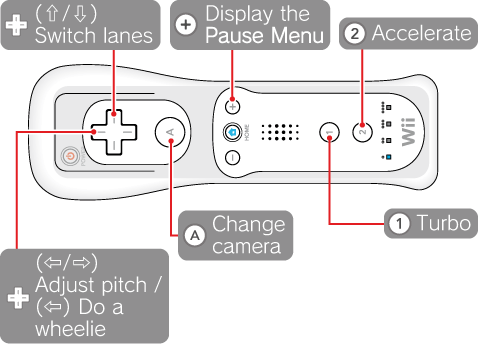 (⇧/⇩)
Switch lanes
+ Display the
Pause Menu
2 Accelerate
A
+
HOME
−
1
2
Wii
A Change
camera
1 Turbo
(⇦/⇨)
Adjust pitch /
(⇦) Do a
wheelie